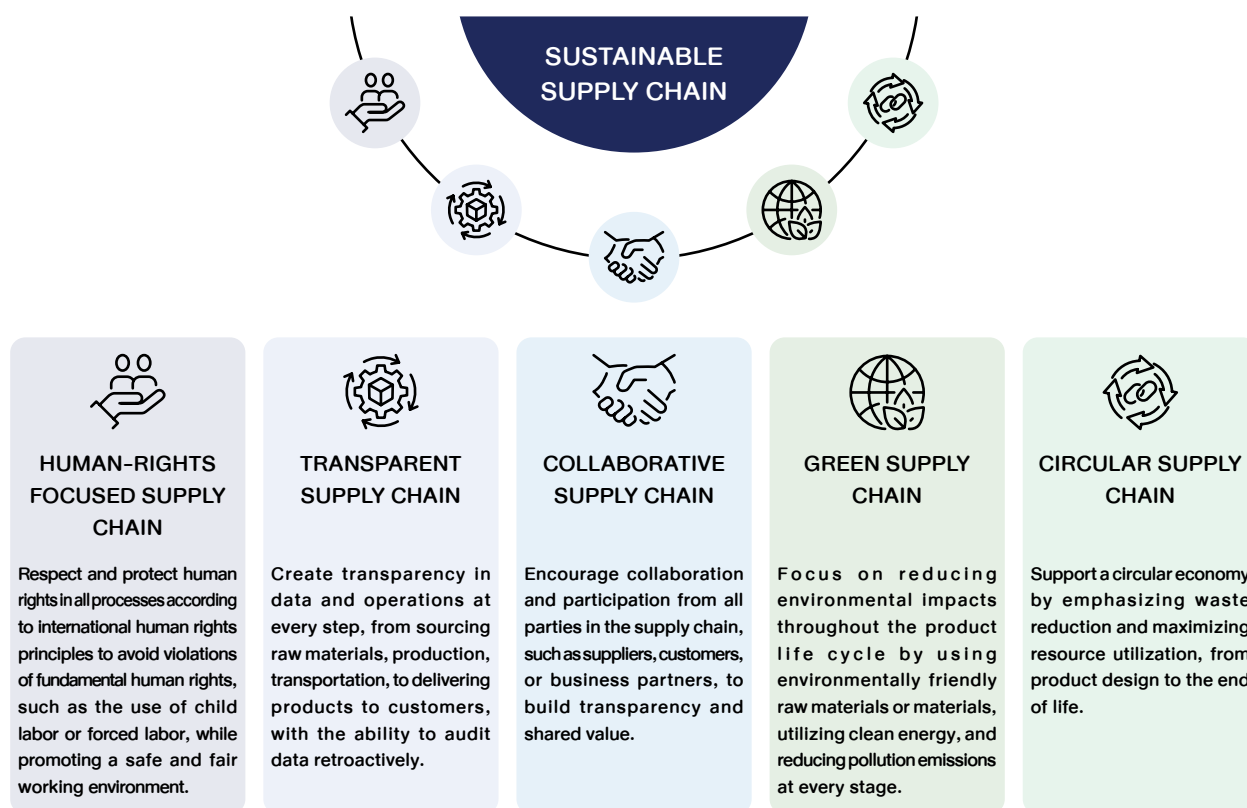 SUSTAINABLE
SUPPLY CHAIN
HUMAN-RIGHTS
FOCUSED SUPPLY
CHAIN
Respect and protect human
rights in all processes according
to international human rights
principles to avoid violations
of fundamental human rights,
such as the use of child
labor or forced labor, while
promoting a safe and fair
working environment.
TRANSPARENT
SUPPLY CHAIN
Create transparency in
data and operations at
every step, from sourcing
raw materials, production,
transportation, to delivering
products to customers,
with the ability to audit
data retroactively.
COLLABORATIVE
SUPPLY CHAIN
Encourage collaboration
and participation from all
parties in the supply chain,
such as suppliers, customers,
or business partners, to
build transparency and
shared value.
GREEN SUPPLY
CHAIN
Focus on reducing
environmental impacts
throughout the product
life cycle by using
environmentally friendly
raw materials or materials,
utilizing clean energy, and
reducing pollution emissions
at every stage.
CIRCULAR SUPPLY
CHAIN
Support a circular economy
by emphasizing waste
reduction and maximizing
resource utilization, from
product design to the end
of life.